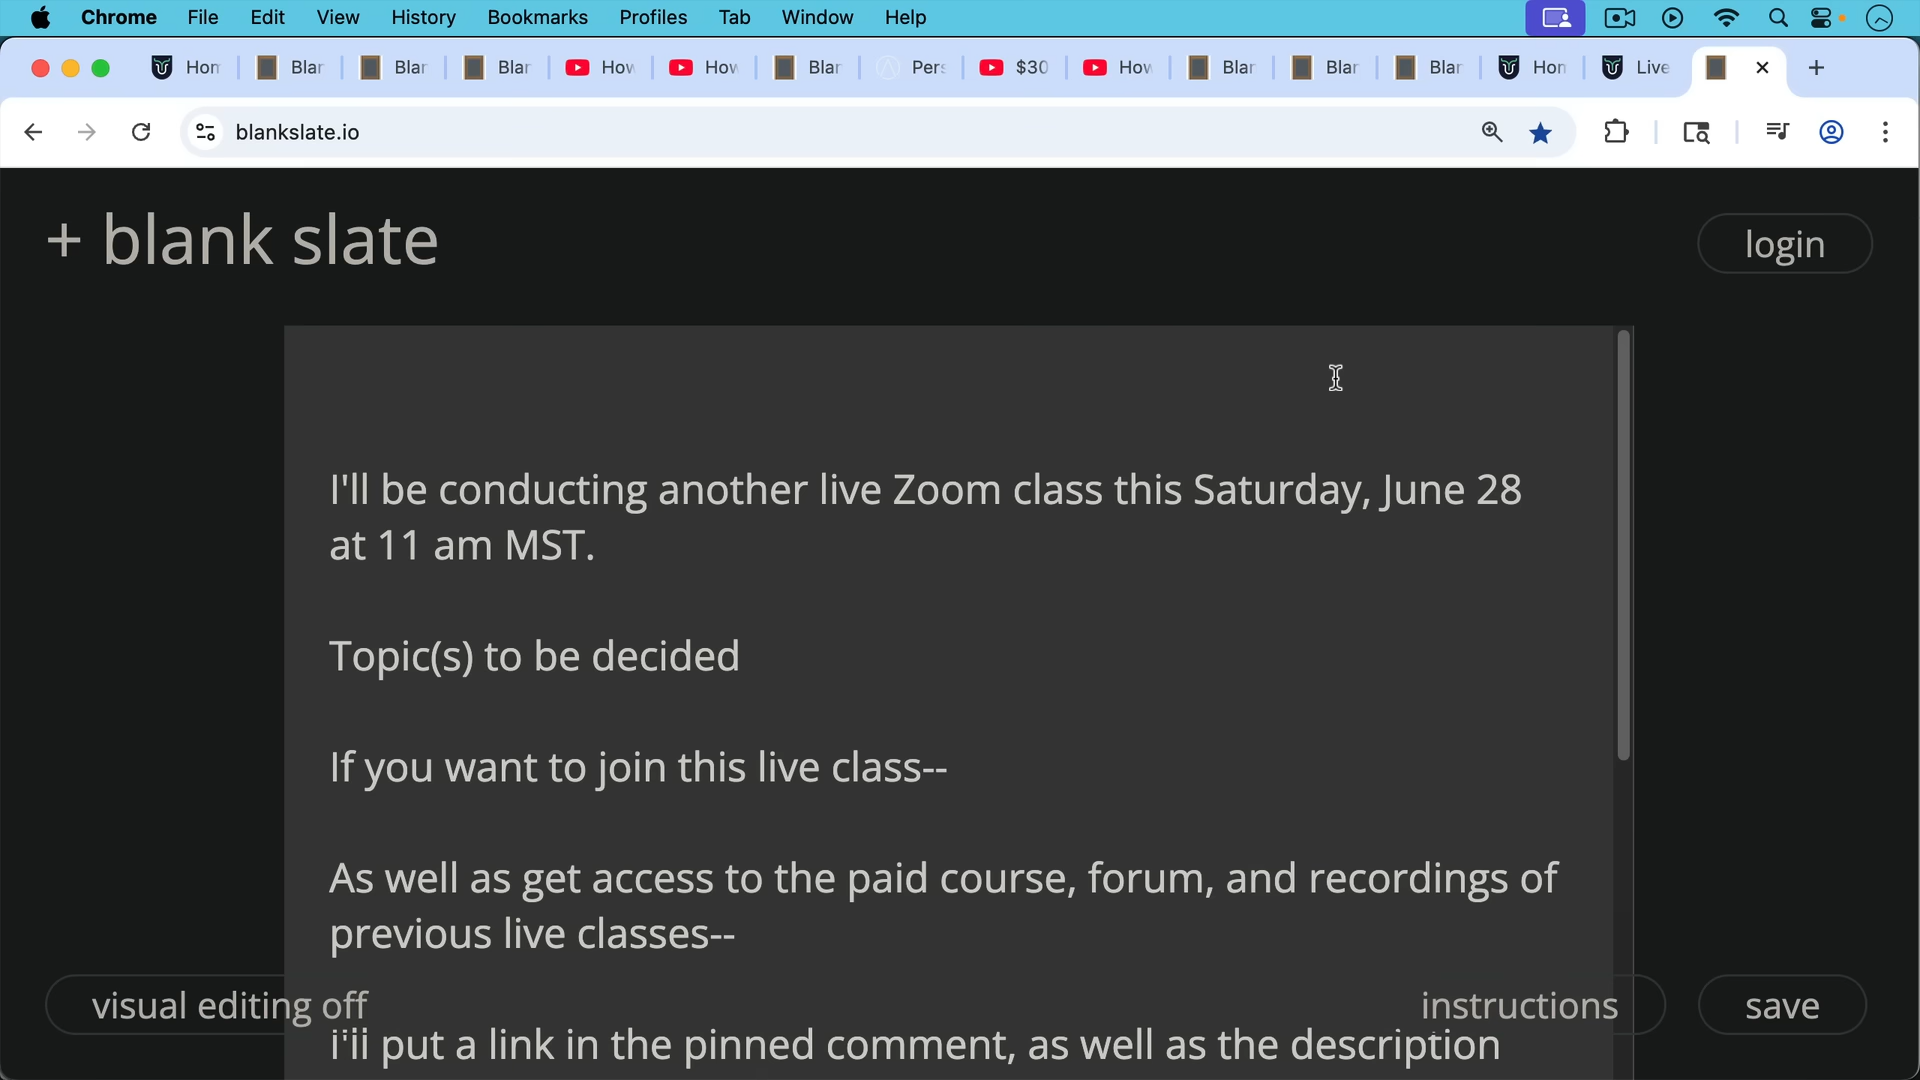 Chrome File Edit View History Bookmarks Profiles Tab Window Help
Hon Blar Blar Blar How How Blar Pers $30 How Blar Blar Blar Hon Live
blankslate.io
+ blank slate
login
I'll be conducting another live Zoom class this Saturday, June 28
at 11 am MST.
Topic(s) to be decided
If you want to join this live class--
As well as get access to the paid course, forum, and recordings of
previous live classes--
visual editing off
instructions
save
I'll put a link in the pinned comment, as well as the description